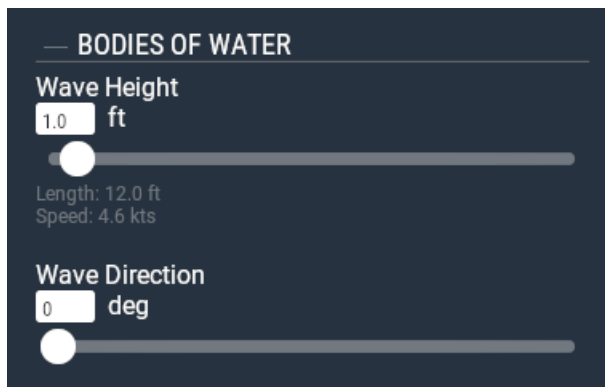 — BODIES OF WATER
Wave Height
1.0 ft
Length: 12.0 ft
Speed: 4.6 kts
Wave Direction
0 deg